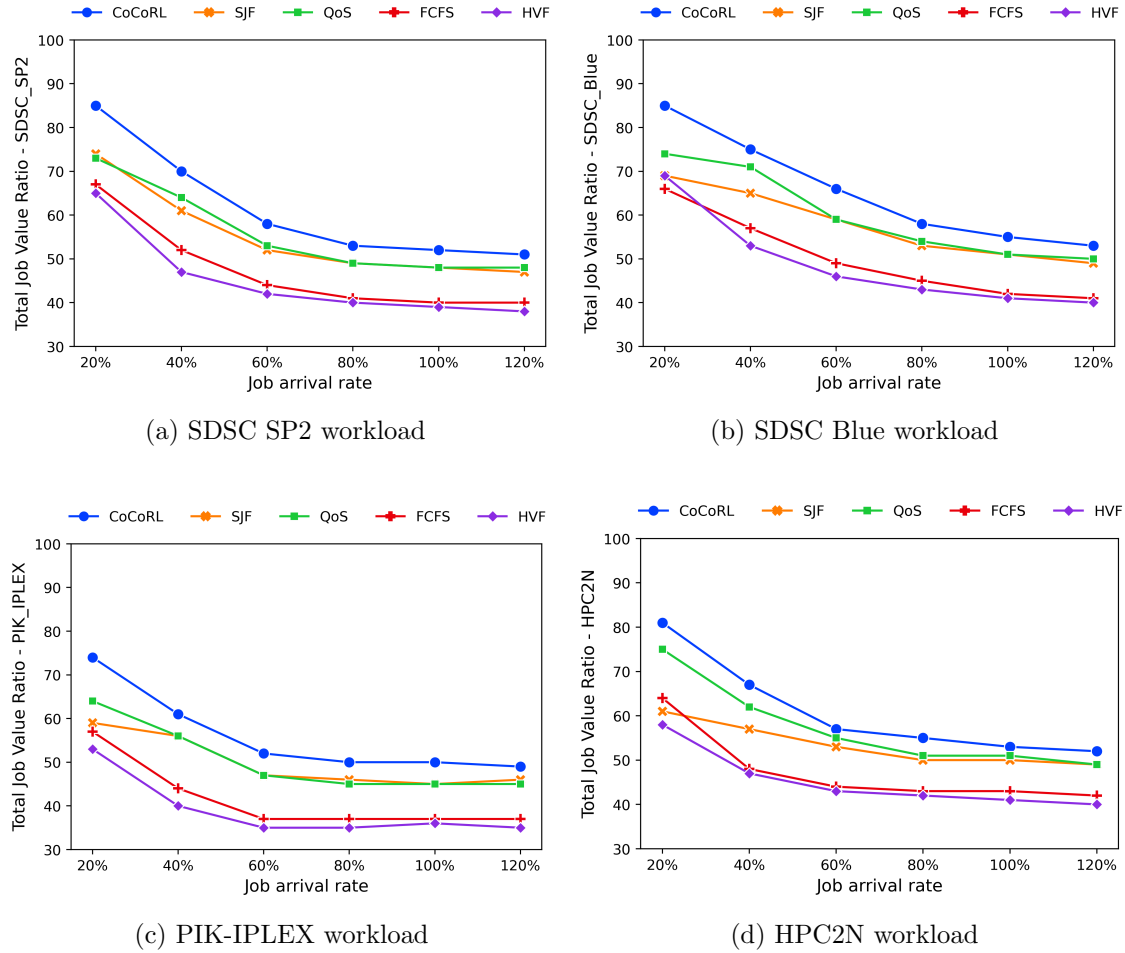 CoCoRL SJF QoS FCFS HVF
100
90
80
70
60
50
40
30
Total Job Value Ratio - SDSC_SP2
20% 40% 60% 80% 100% 120%
Job arrival rate
(a) SDSC SP2 workload
CoCoRL SJF QoS FCFS HVF
100
90
80
70
60
50
40
30
Total Job Value Ratio - SDSC_Blue
20% 40% 60% 80% 100% 120%
Job arrival rate
(b) SDSC Blue workload
CoCoRL SJF QoS FCFS HVF
100
90
80
70
60
50
40
30
Total Job Value Ratio - PIK_IPLEX
20% 40% 60% 80% 100% 120%
Job arrival rate
(c) PIK-IPLEX workload
CoCoRL SJF QoS FCFS HVF
100
90
80
70
60
50
40
30
Total Job Value Ratio - HPC2N
20% 40% 60% 80% 100% 120%
Job arrival rate
(d) HPC2N workload